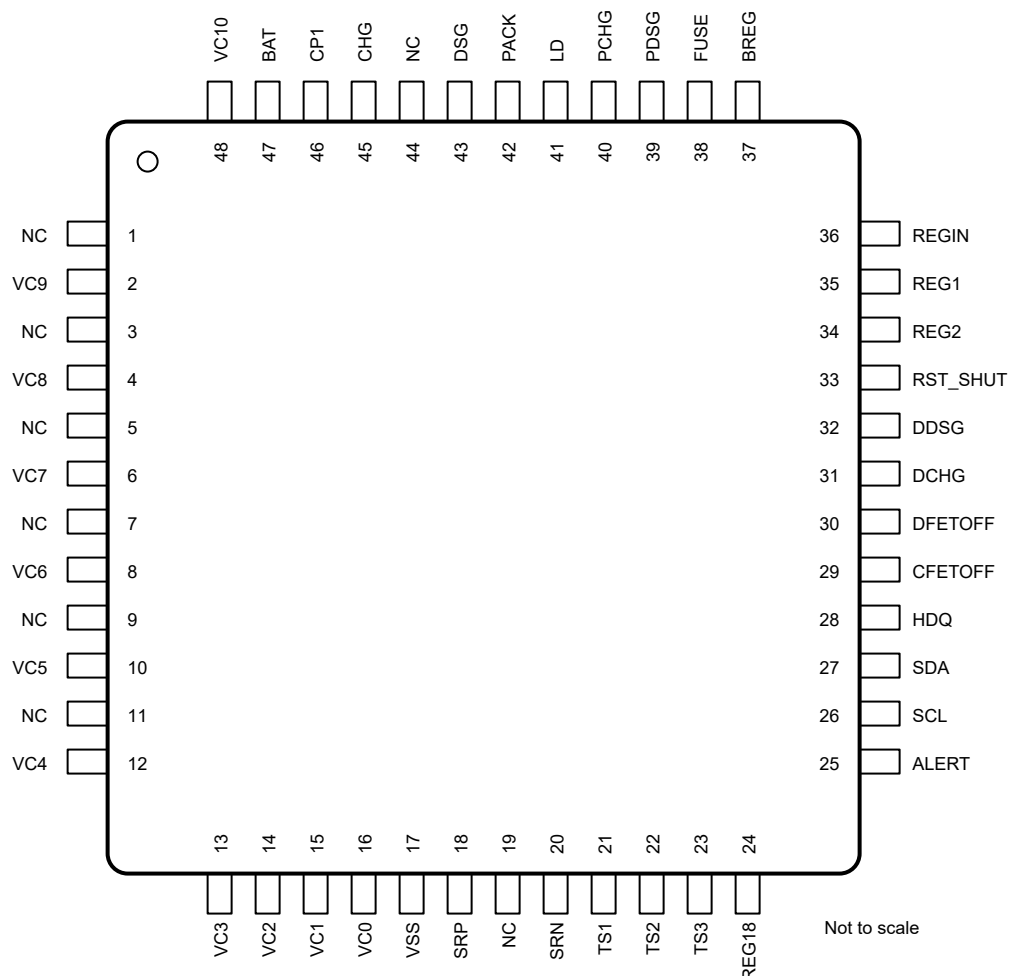 VC10 BAT CP1 CHG NC DSG PACK LD PCHG PDSG FUSE BREG
48 47 46 45 44 43 42 41 40 39 38 37
NC 1 36 REGIN
VC9 2 35 REG1
NC 3 34 REG2
VC8 4 33 RST_SHUT
NC 5 32 DDSG
VC7 6 31 DCHG
NC 7 30 DFETOFF
VC6 8 29 CFETOFF
NC 9 28 HDQ
VC5 10 27 SDA
NC 11 26 SCL
VC4 12 25 ALERT
13 14 15 16 17 18 19 20 21 22 23 24
VC3 VC2 VC1 VC0 VSS SRP NC SRN TS1 TS2 TS3 REG18
Not to scale